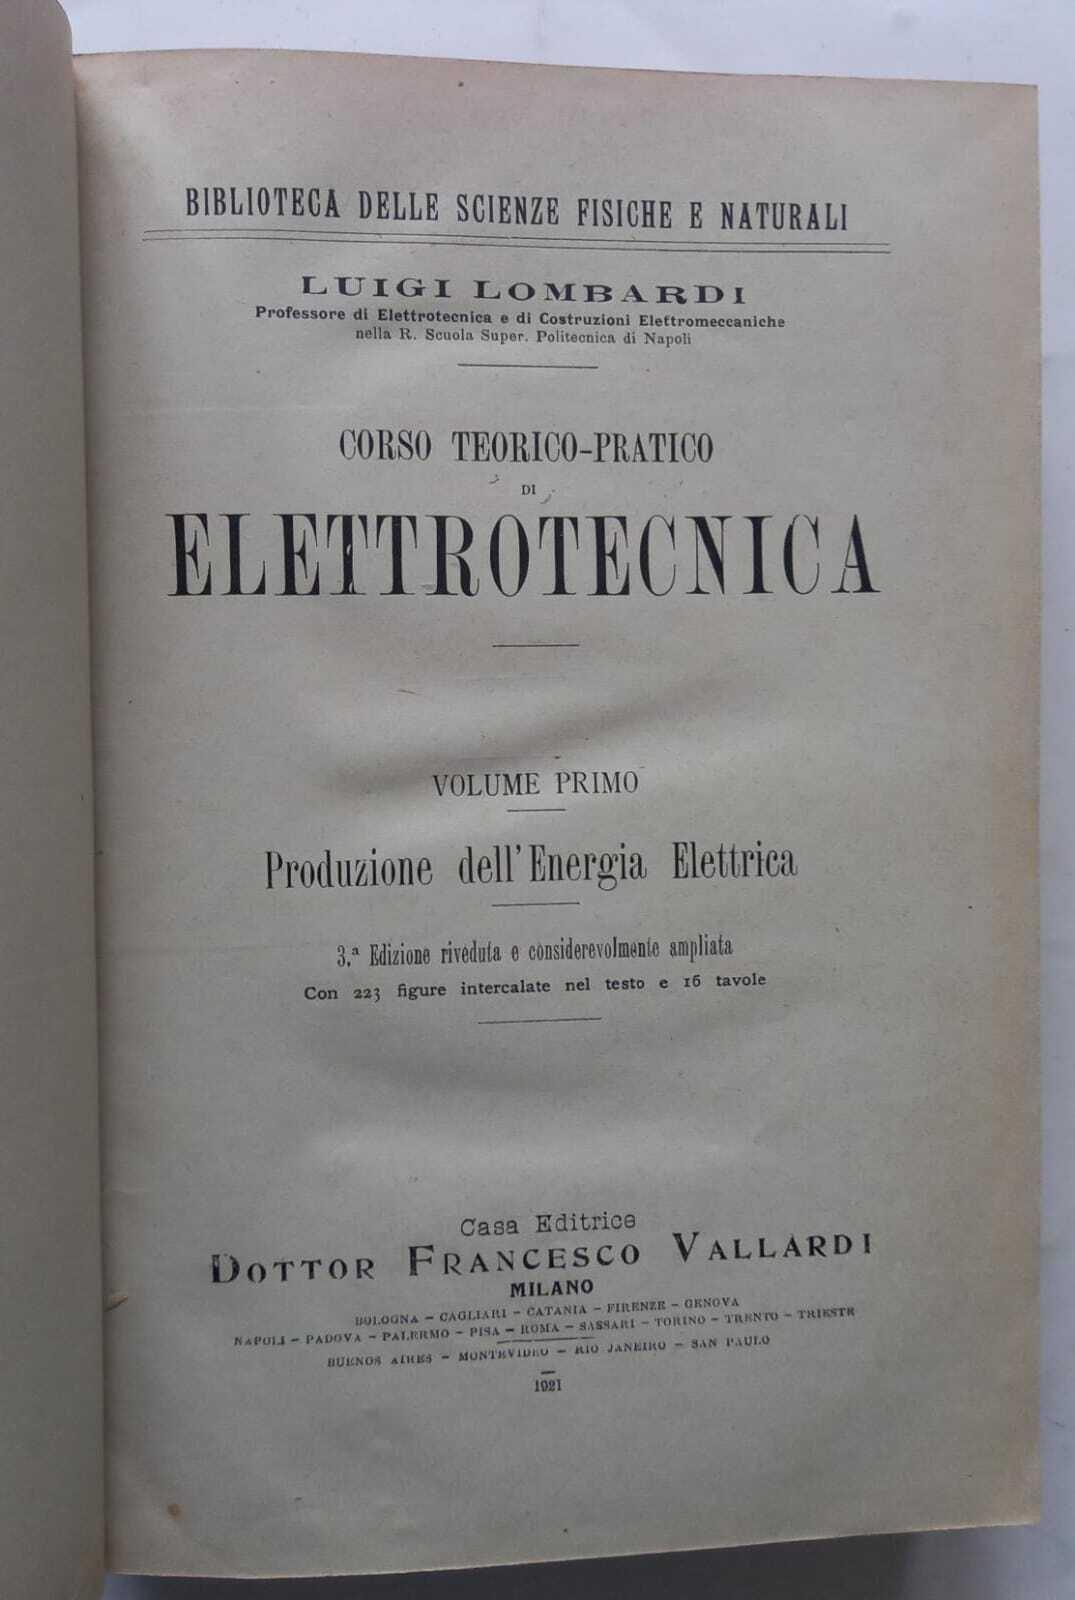 BIBLIOTECA DELLE SCIENZE FISICHE E NATURALI
LUIGI LOMBARDI
Professore di Elettrotecnica e di Costruzioni Elettromeccaniche
nella R. Scuola Super. Politecnica di Napoli
CORSO TEORICO-PRATICO
DI
ELETTROTECNICA
VOLUME PRIMO
Produzione dell'Energia Elettrica
3.ª Edizione riveduta e considerevolmente ampliata
Con 223 figure intercalate nel testo e 16 tavole
Casa Editrice
DOTTOR FRANCESCO VALLARDI
MILANO
BOLOGNA - CAGLIARI - CATANIA - FIRENZE - GENOVA
NAPOLI - PADOVA - PALERMO - PISA - ROMA - SASSARI - TORINO - TRENTO - TRIESTE
BUENOS AIRES - MONTEVIDEO - RIO JANEIRO - SAN PAULO
1921